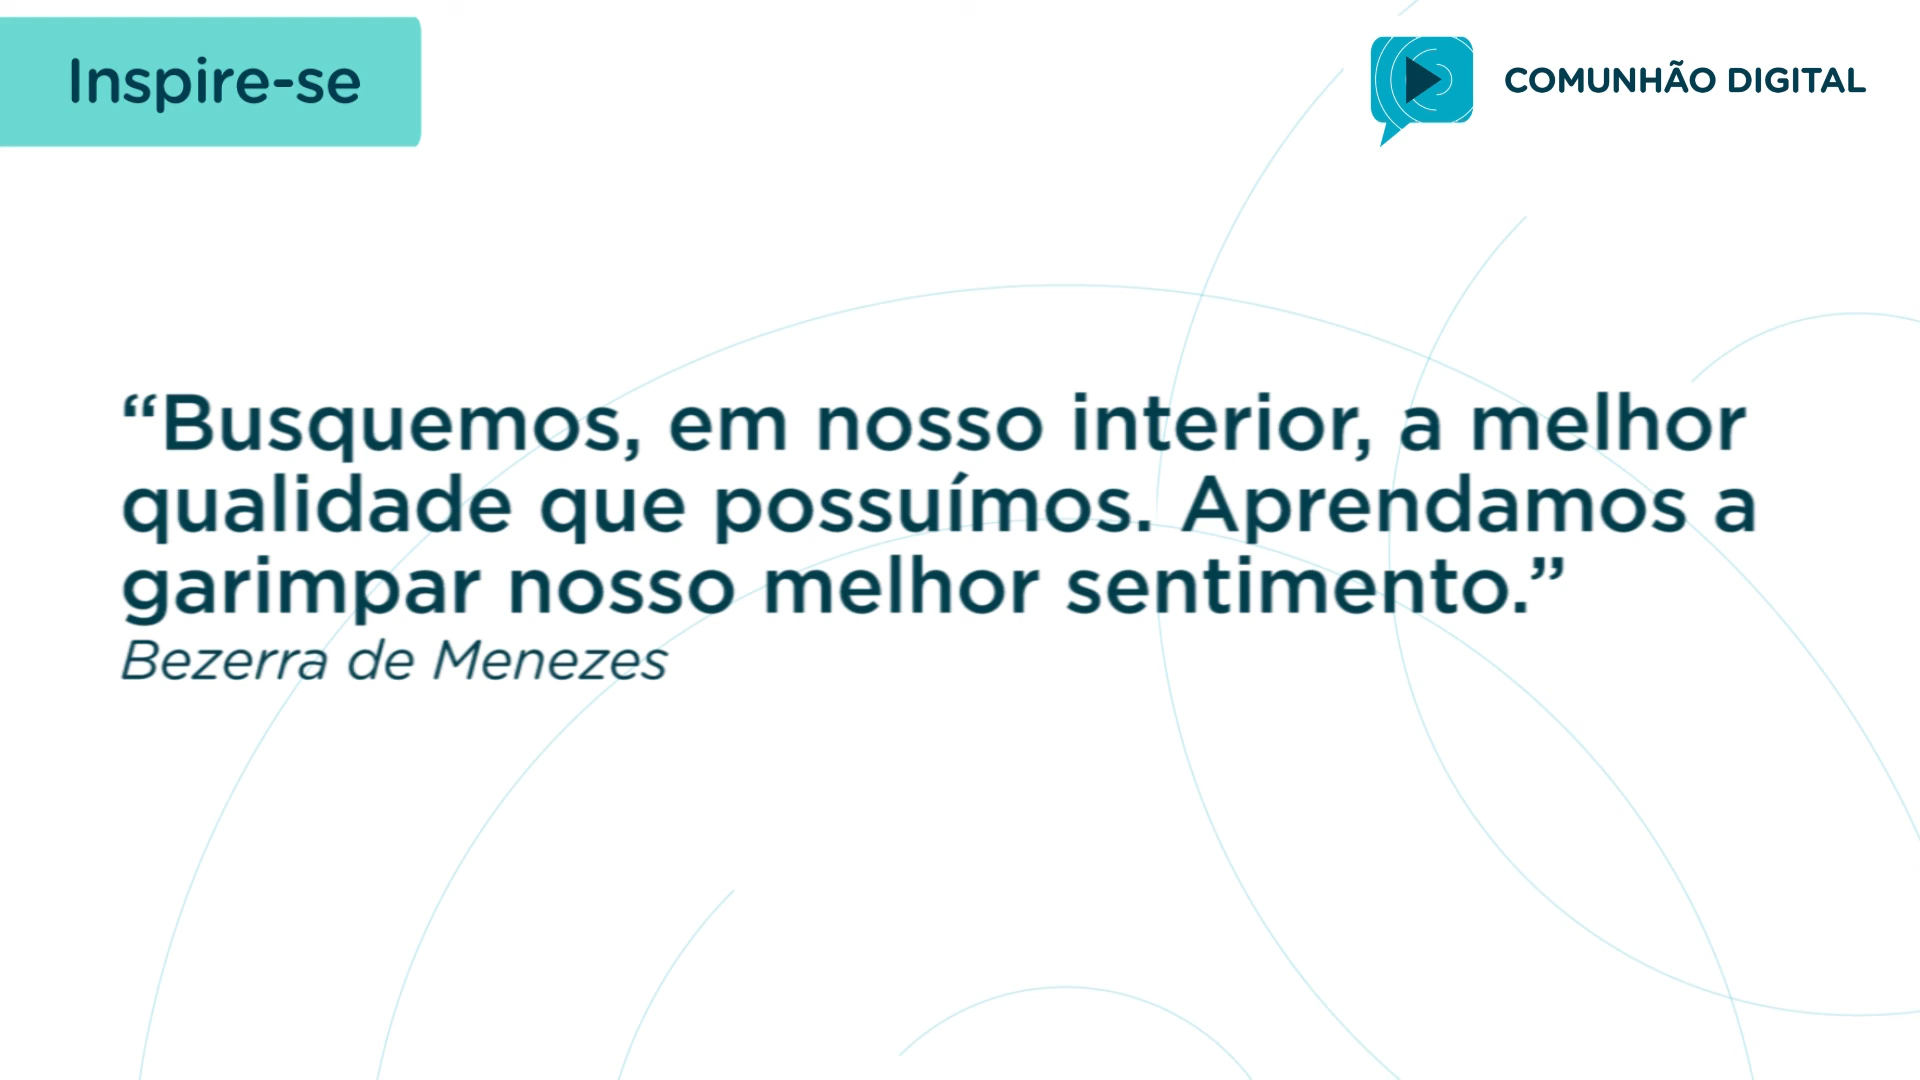 Inspire-se
COMUNHÃO DIGITAL
“Busquemos, em nosso interior, a melhor
qualidade que possuímos. Aprendamos a
garimpar nosso melhor sentimento.”
Bezerra de Menezes